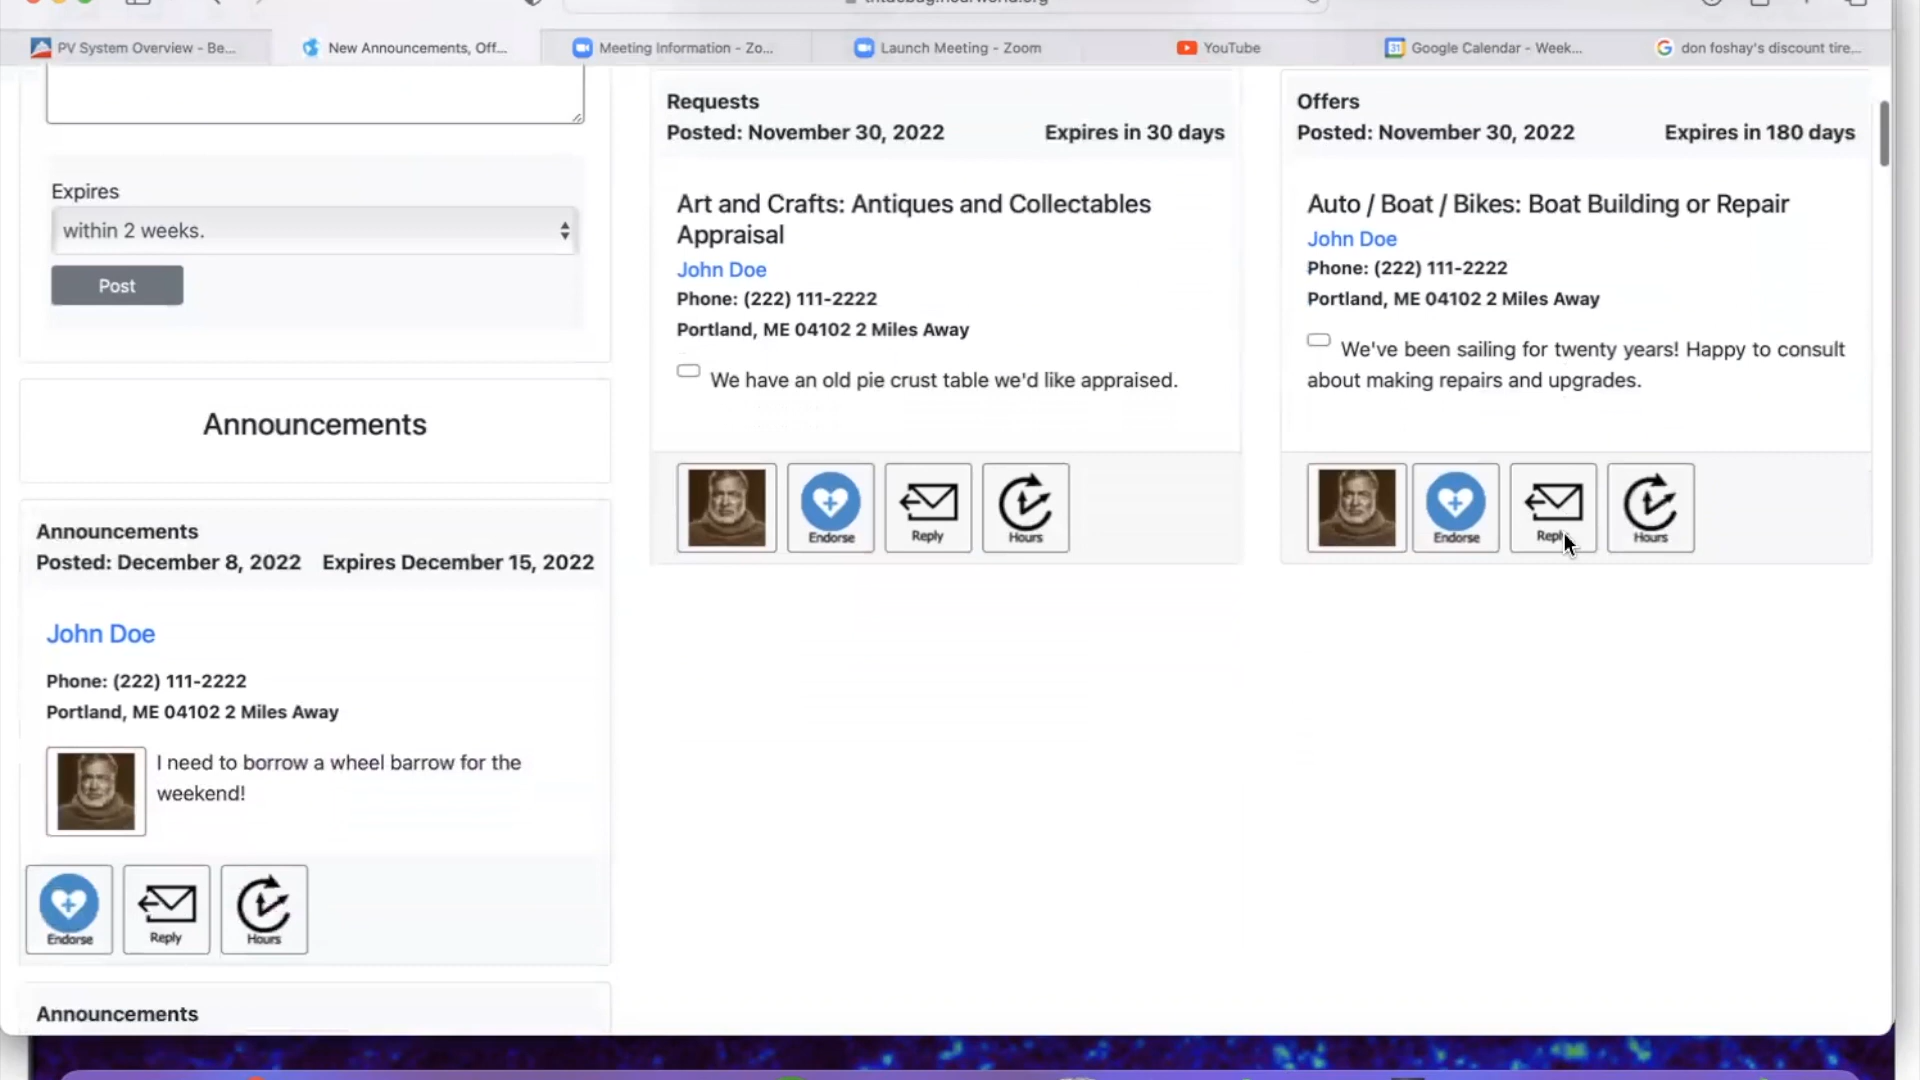 PV System Overview - Be...
New Announcements, Off...
Meeting Information - Zo...
Launch Meeting - Zoom
YouTube
Google Calendar - Week...
don foshay's discount tire...
Expires
within 2 weeks.
Post
Announcements
Announcements
Posted: December 8, 2022 Expires December 15, 2022
John Doe
Phone: (222) 111-2222
Portland, ME 04102 2 Miles Away
I need to borrow a wheel barrow for the
weekend!
Endorse
Reply
Hours
Announcements
Requests
Posted: November 30, 2022 Expires in 30 days
Art and Crafts: Antiques and Collectables
Appraisal
John Doe
Phone: (222) 111-2222
Portland, ME 04102 2 Miles Away
We have an old pie crust table we'd like appraised.
Endorse
Reply
Hours
Offers
Posted: November 30, 2022 Expires in 180 days
Auto / Boat / Bikes: Boat Building or Repair
John Doe
Phone: (222) 111-2222
Portland, ME 04102 2 Miles Away
We've been sailing for twenty years! Happy to consult
about making repairs and upgrades.
Endorse
Reply
Hours